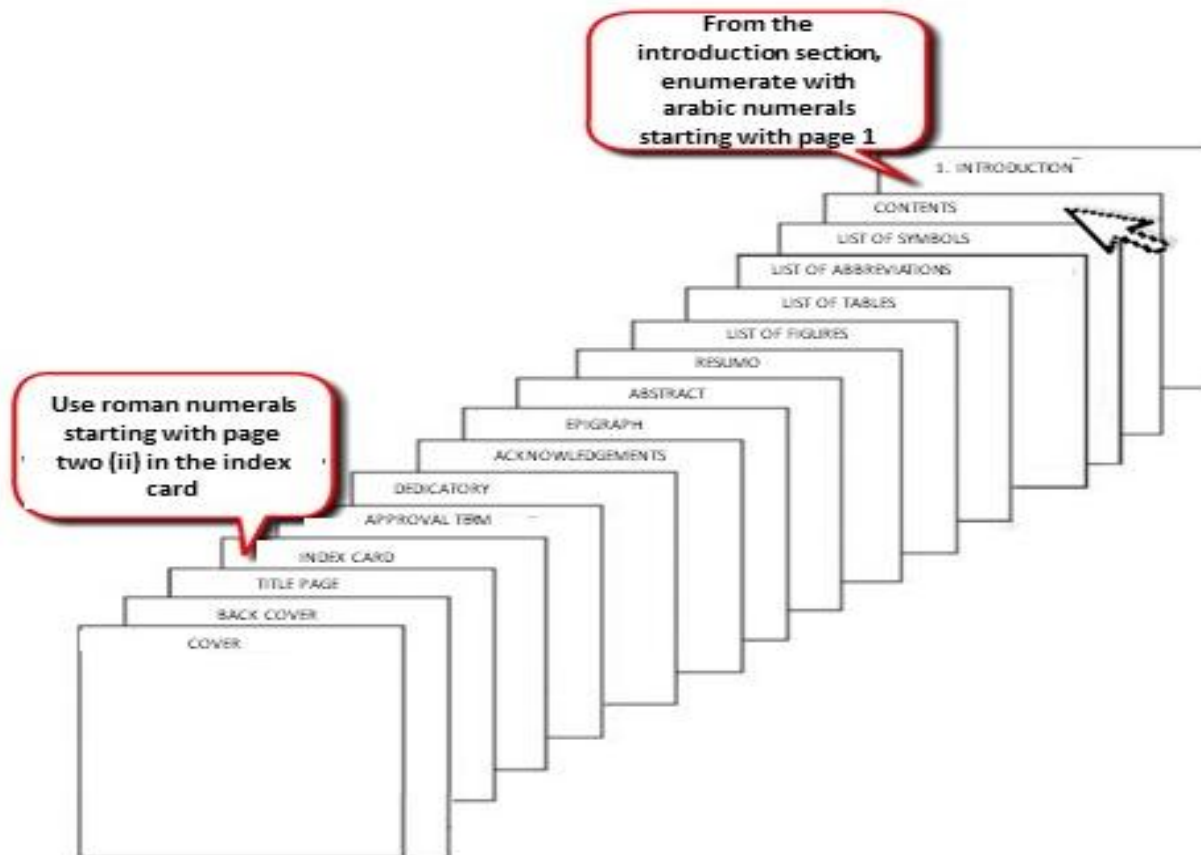 From the
introduction section,
enumerate with
arabic numerals
starting with page 1
1. INTRODUCTION
CONTENTS
LIST OF SYMBOLS
LIST OF ABBREVIATIONS
LIST OF TABLES
LIST OF FIGURES
RESUMO
ABSTRACT
EPIGRAPH
ACKNOWLEDGEMENTS
DEDICATORY
APPROVAL TERM
INDEX CARD
TITLE PAGE
BACK COVER
COVER
Use roman numerals
starting with page
two (ii) in the index
card